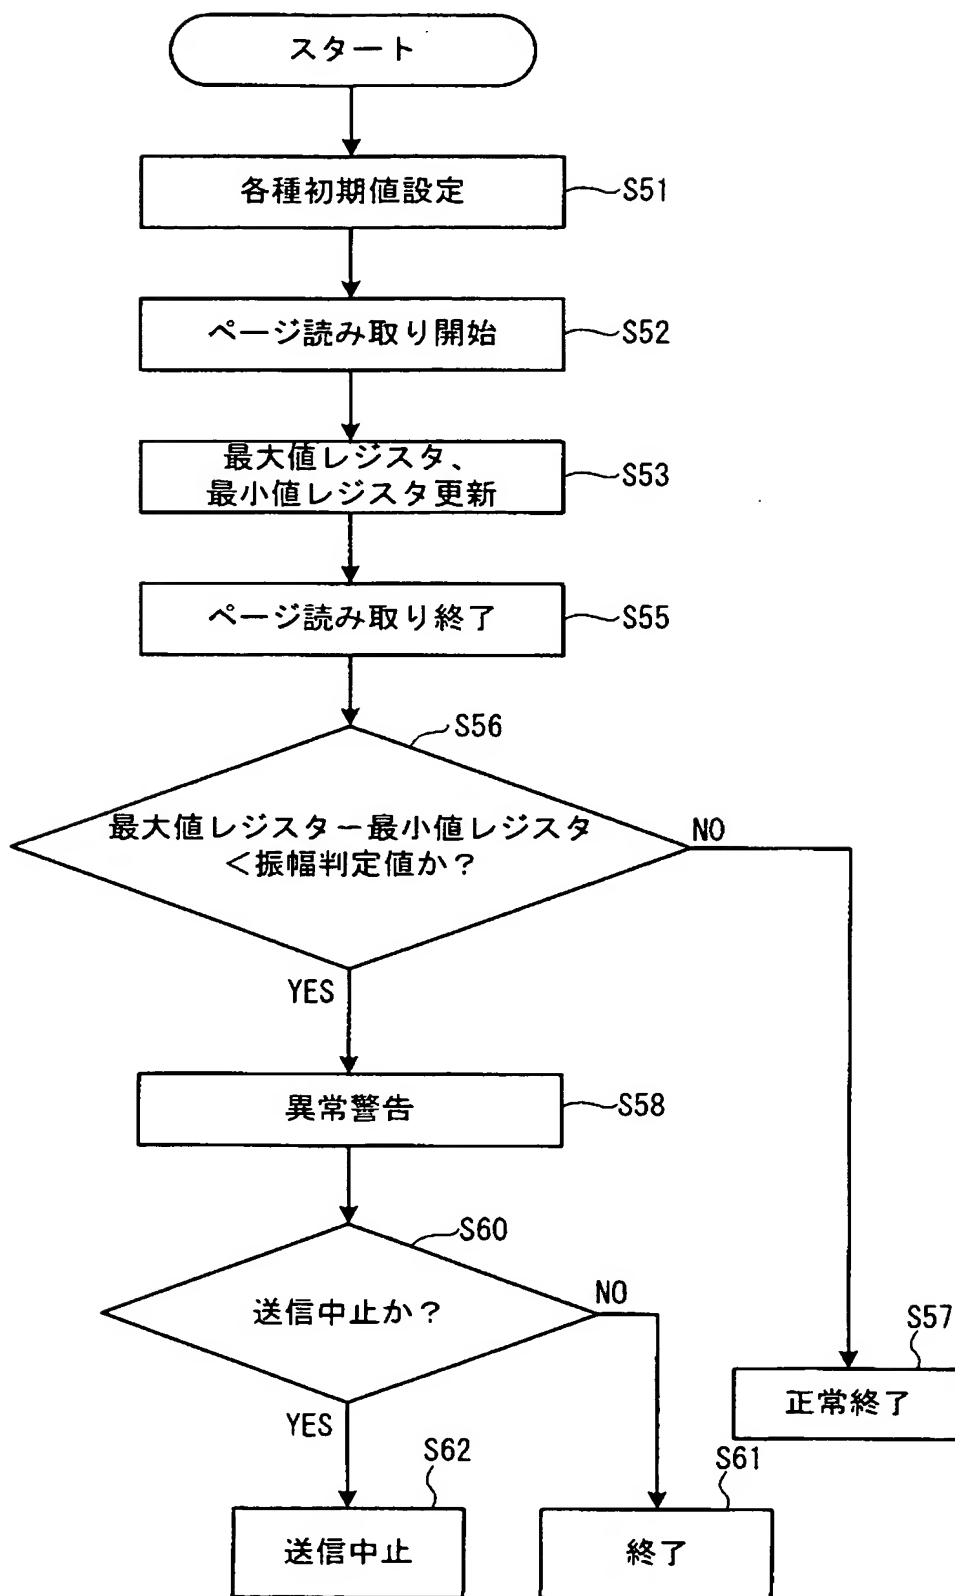 スタート
各種初期値設定
S51
ページ読み取り開始
S52
最大値レジスタ、
最小値レジスタ更新
S53
ページ読み取り終了
S55
S56
最大値レジスター最小値レジスタ
<振幅判定値か?
NO
YES
異常警告
S58
S60
送信中止か?
NO
S57
正常終了
YES
S62
S61
送信中止
終了